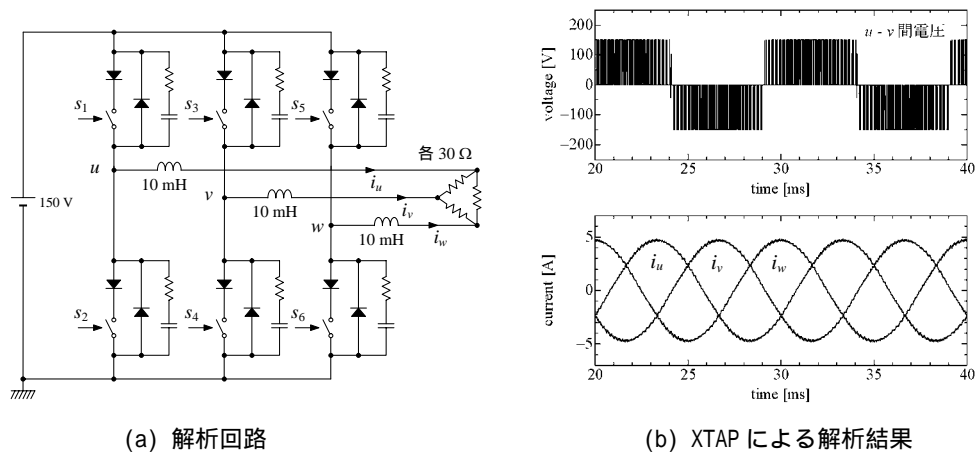 s1
s3
s5
各 30 Ω
u
10 mH
iu
v
10 mH
iv
150 V
w
10 mH
iw
s2
s4
s6
(a) 解析回路
u - v 間電圧
voltage [V]
200
100
0
−100
−200
20
25
30
35
40
time [ms]
current [A]
5
0
−5
iu
iv
iw
20
25
30
35
40
time [ms]
(b) XTAP による解析結果